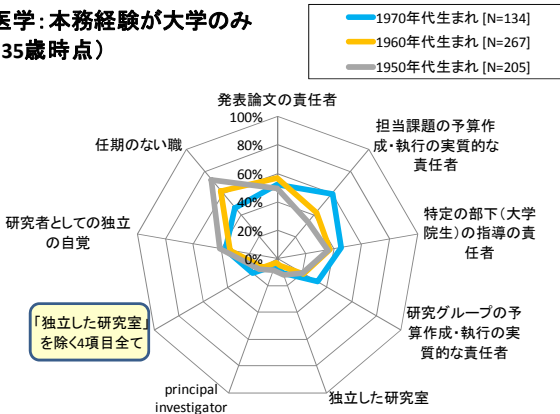 医学：本務経験が大学のみ
35歳時点）
1970年代生まれ [N=134]
1960年代生まれ [N=267]
1950年代生まれ [N=205]
発表論文の責任者
担当課題の予算作
成・執行の実質的な
責任者
特定の部下（大学
院生）の指導の責
任者
研究グループの予
算作成・執行の実
質的な責任者
独立した研究室
principal
investigator
「独立した研究室」
を除く4項目全て
研究者としての独立
の自覚
任期のない職
100%
80%
60%
40%
20%
0%